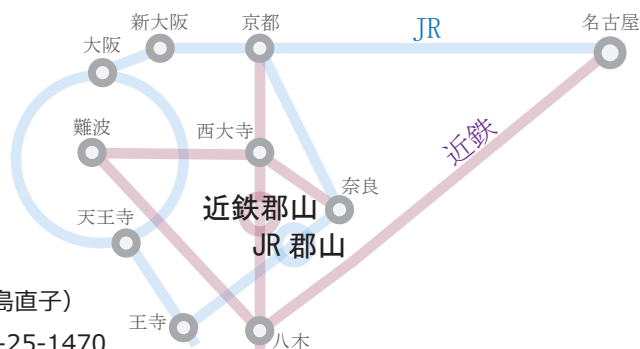 新大阪
京都
JR
名古屋
大阪
難波
西大寺
近鉄
奈良
近鉄郡山
天王寺
JR 郡山
島直子）
王寺
-25-1470
八木